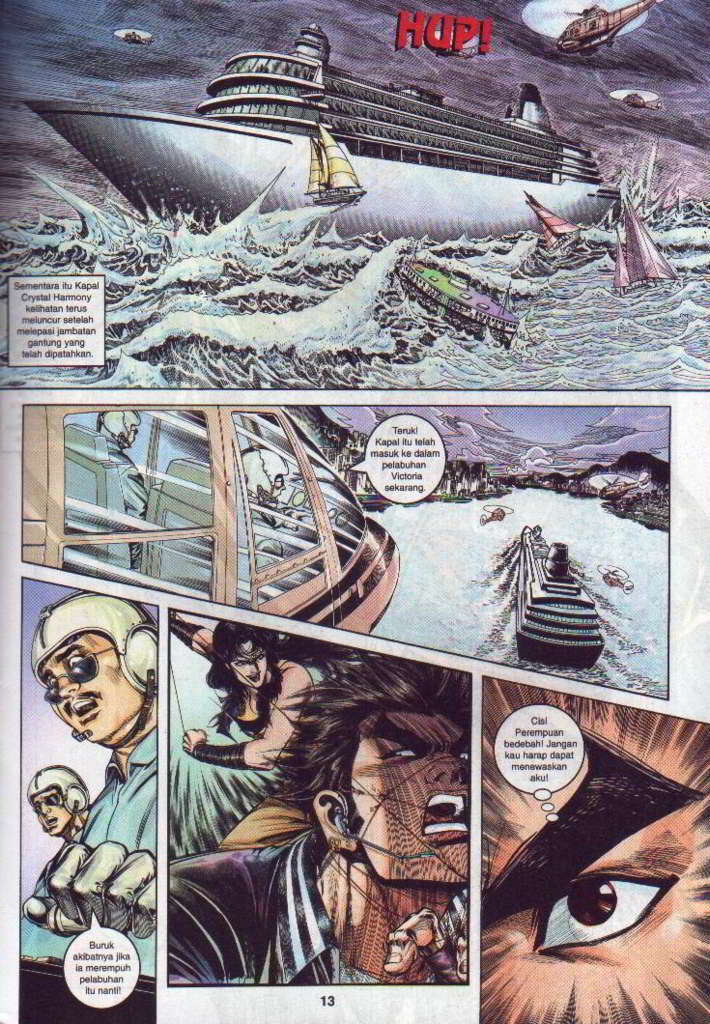 HUP!
Sementara itu Kapal
Crystal Harmony
kelihatan terus
meluncur setelah
melepasi jambatan
gantung yang
telah dipatahkan.
Teruk!
Kapal itu telah
masuk ke dalam
pelabuhan
Victoria
sekarang.
Buruk
akibatnya jika
ia merempuh
pelabuhan
itu nanti!
Cis!
Perempuan
bedebah! Jangan
kau harap dapat
menewaskan
aku!
13